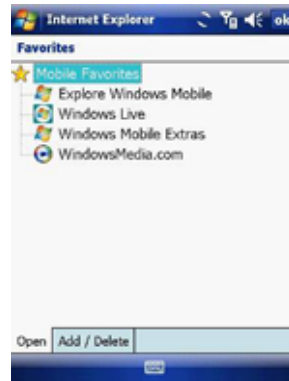 Internet Explorer ok
Favorites
Mobile Favorites
Explore Windows Mobile
Windows Live
Windows Mobile Extras
WindowsMedia.com
Open Add / Delete